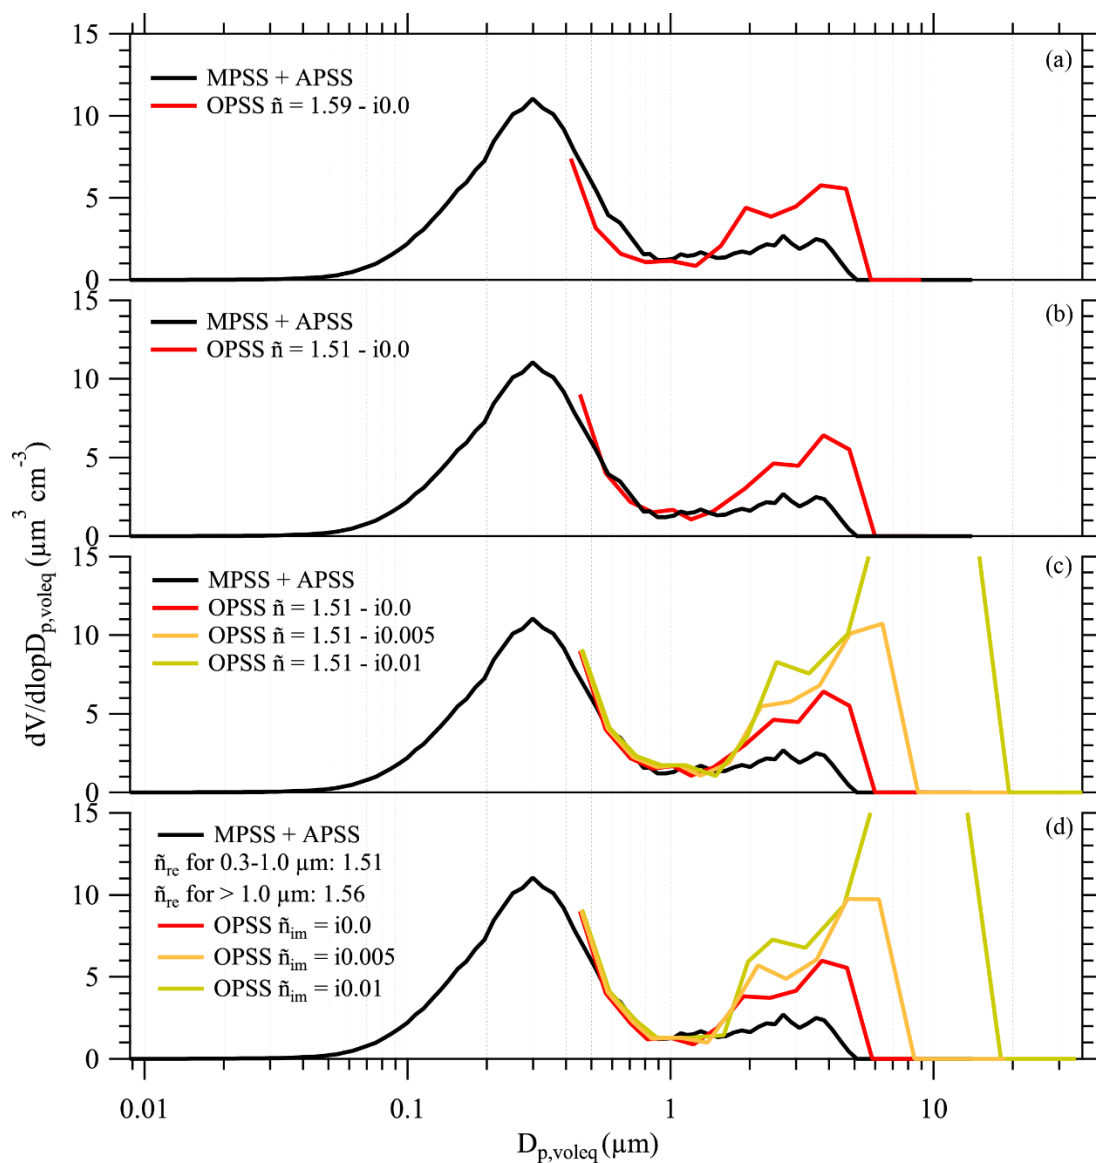 15
(a)
MPSS + APSS
OPSS ñ = 1.59 - i0.0
10
5
0
15
(b)
MPSS + APSS
OPSS ñ = 1.51 - i0.0
10
5
0
dV/dlopD_p,voleq (µm³ cm⁻³)
15
(c)
MPSS + APSS
OPSS ñ = 1.51 - i0.0
OPSS ñ = 1.51 - i0.005
OPSS ñ = 1.51 - i0.01
10
5
0
15
(d)
MPSS + APSS
ñ_re for 0.3-1.0 µm: 1.51
ñ_re for > 1.0 µm: 1.56
OPSS ñ_im = i0.0
OPSS ñ_im = i0.005
OPSS ñ_im = i0.01
10
5
0
0.01 0.1 1 10
D_p,voleq (µm)